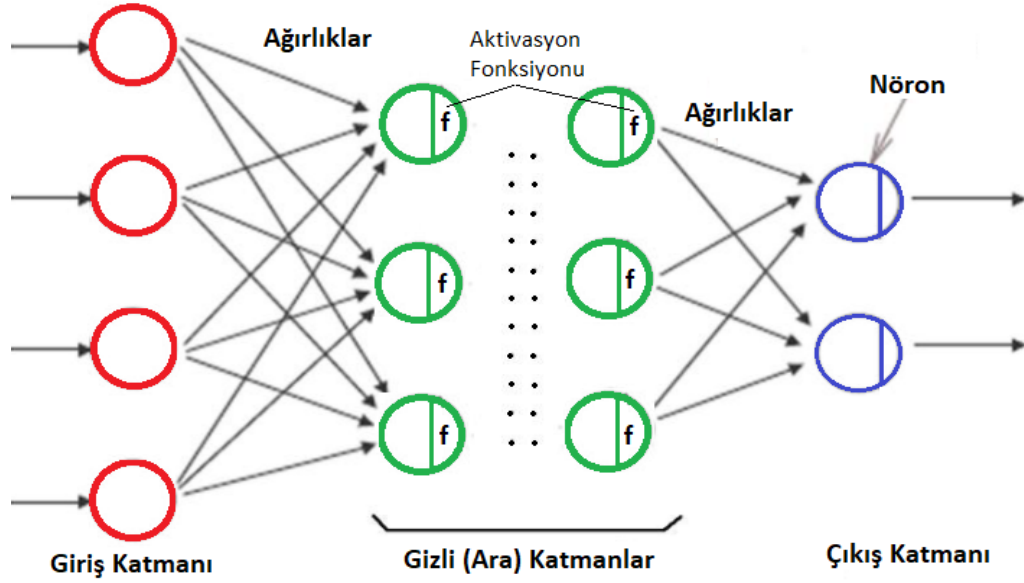 Ağırlıklar
Aktivasyon
Fonksiyonu
Nöron
Ağırlıklar
f
f
f
f
f
f
Giriş Katmanı
Gizli (Ara) Katmanlar
Çıkış Katmanı